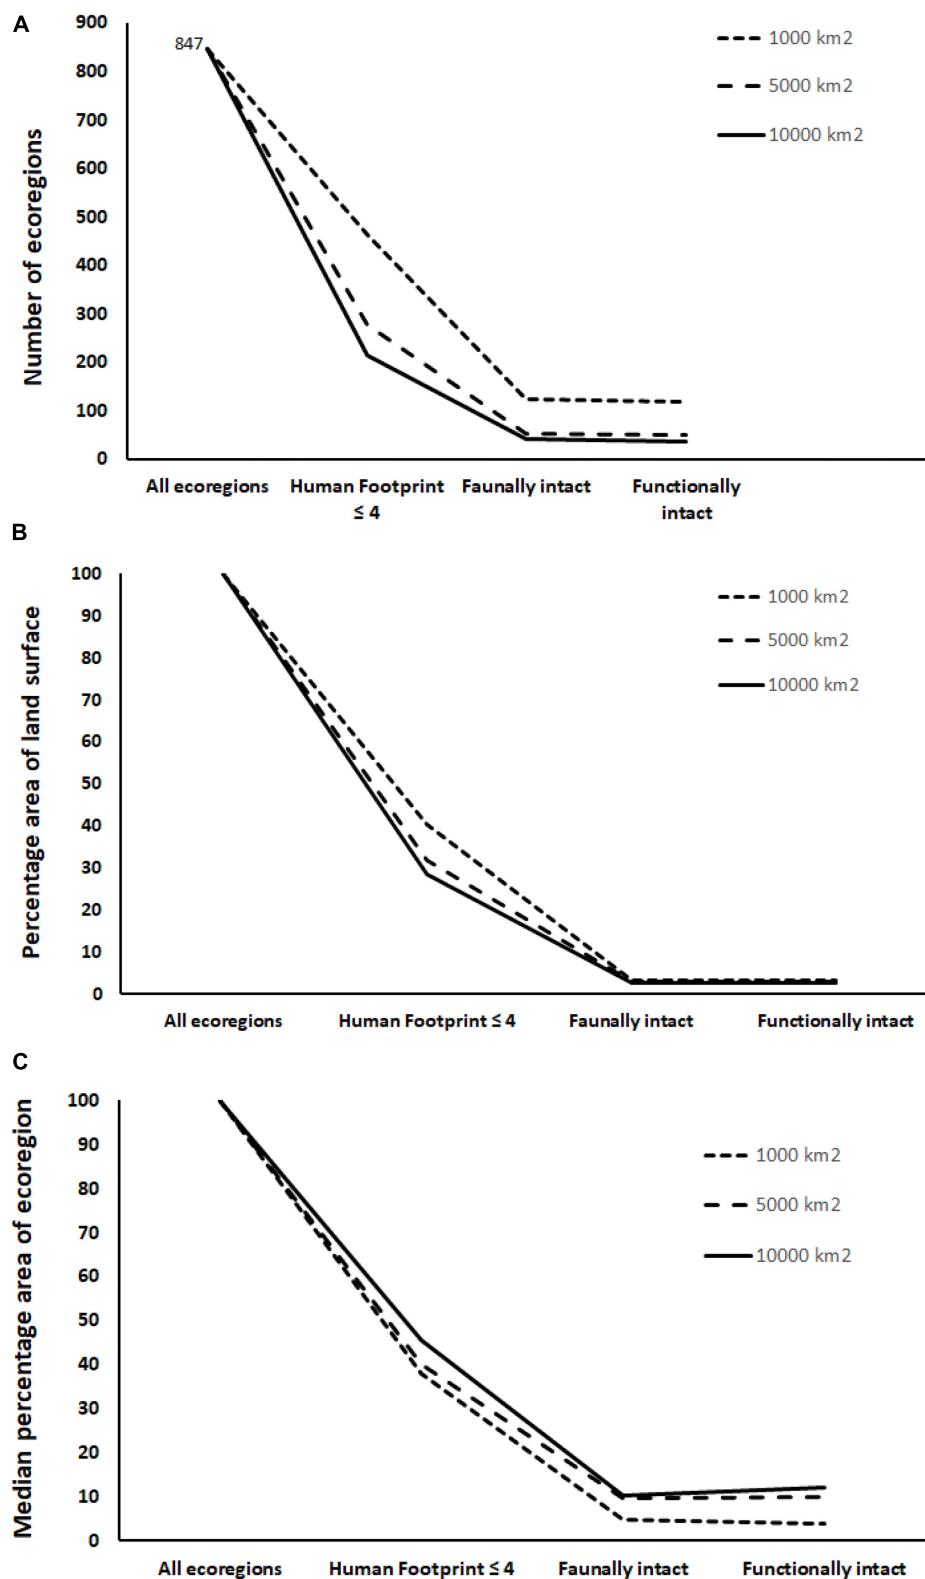 A
Number of ecoregions
900
800
700
600
500
400
300
200
100
0
847
1000 km2
5000 km2
10000 km2
All ecoregions
Human Footprint
≤ 4
Faunally intact
Functionally
intact
B
Percentage area of land surface
100
90
80
70
60
50
40
30
20
10
0
1000 km2
5000 km2
10000 km2
All ecoregions
Human Footprint ≤ 4
Faunally intact
Functionally intact
C
Median percentage area of ecoregion
100
90
80
70
60
50
40
30
20
10
0
1000 km2
5000 km2
10000 km2
All ecoregions
Human Footprint ≤ 4
Faunally intact
Functionally intact